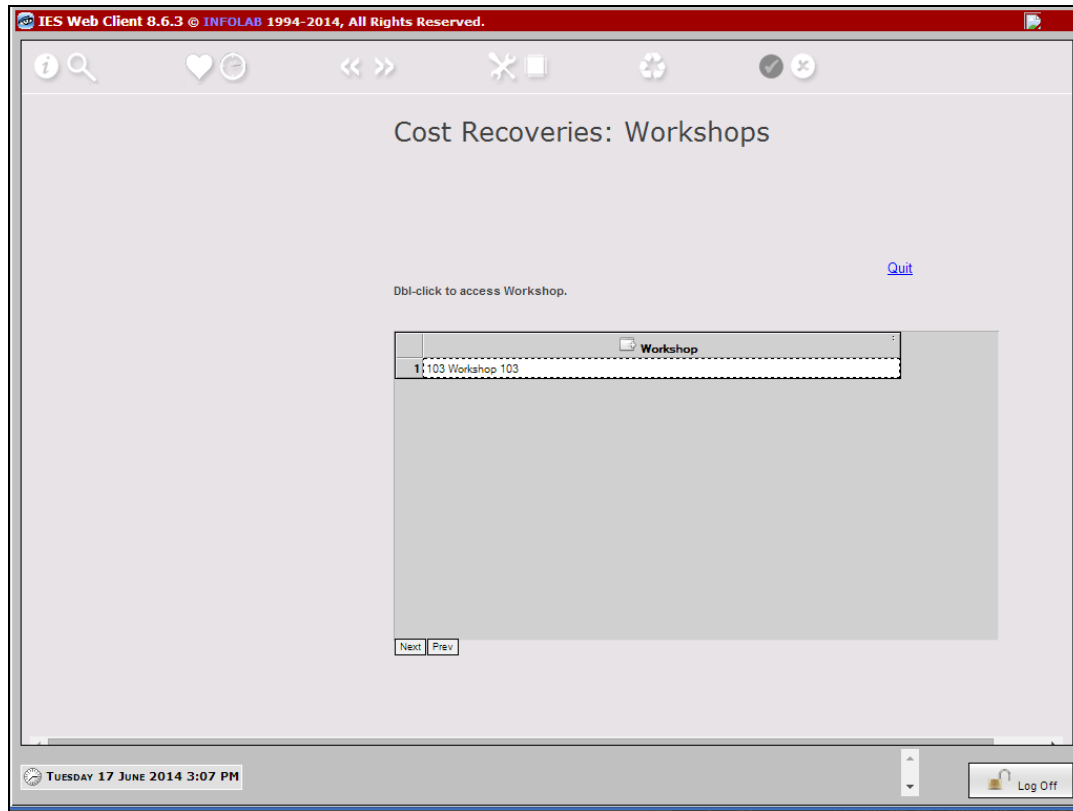 IES Web Client 8.6.3 © INFOLAB 1994-2014, All Rights Reserved.
Cost Recoveries: Workshops
Quit
Dbl-click to access Workshop.
Workshop :
1 103 Workshop 103
Next Prev
TUESDAY 17 JUNE 2014 3:07 PM
Log Off